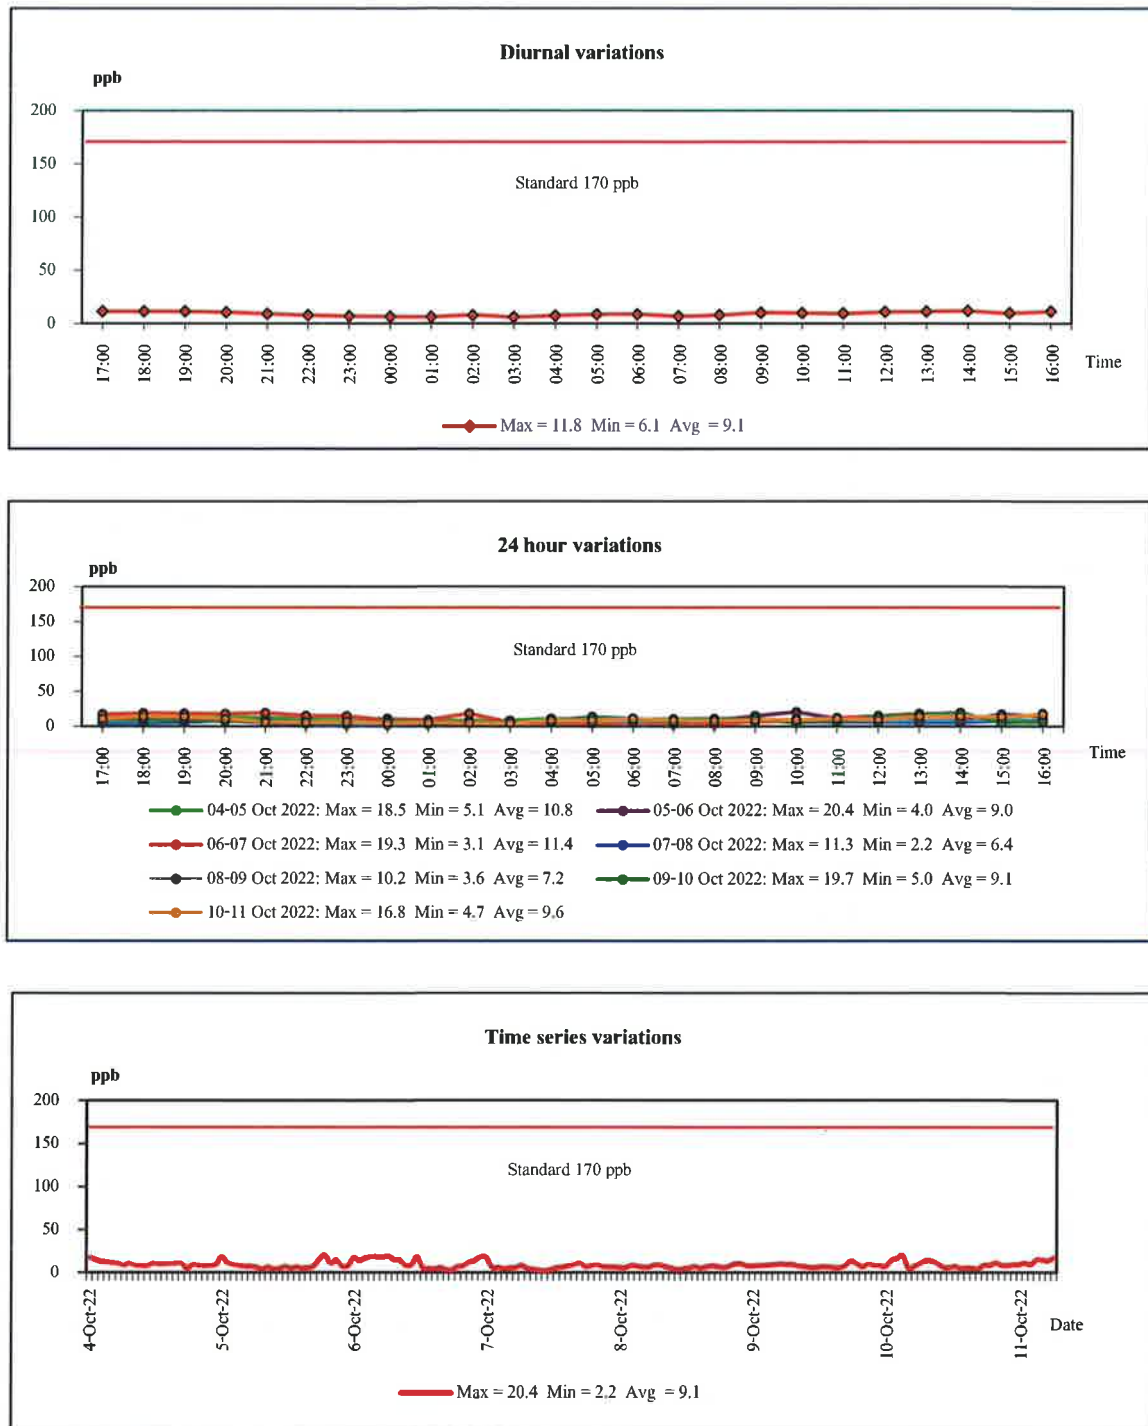 Diurnal variations
ppb
200
150
100
50
0
Standard 170 ppb
17:00 18:00 19:00 20:00 21:00 22:00 23:00 00:00 01:00 02:00 03:00 04:00 05:00 06:00 07:00 08:00 09:00 10:00 11:00 12:00 13:00 14:00 15:00 16:00
Time
Max = 11.8 Min = 6.1 Avg = 9.1
24 hour variations
ppb
200
150
100
50
0
Standard 170 ppb
17:00 18:00 19:00 20:00 21:00 22:00 23:00 00:00 01:00 02:00 03:00 04:00 05:00 06:00 07:00 08:00 09:00 10:00 11:00 12:00 13:00 14:00 15:00 16:00
Time
04-05 Oct 2022: Max = 18.5 Min = 5.1 Avg = 10.8
05-06 Oct 2022: Max = 20.4 Min = 4.0 Avg = 9.0
06-07 Oct 2022: Max = 19.3 Min = 3.1 Avg = 11.4
07-08 Oct 2022: Max = 11.3 Min = 2.2 Avg = 6.4
08-09 Oct 2022: Max = 10.2 Min = 3.6 Avg = 7.2
09-10 Oct 2022: Max = 19.7 Min = 5.0 Avg = 9.1
10-11 Oct 2022: Max = 16.8 Min = 4.7 Avg = 9.6
Time series variations
ppb
200
150
100
50
0
Standard 170 ppb
4-Oct-22 5-Oct-22 6-Oct-22 7-Oct-22 8-Oct-22 9-Oct-22 10-Oct-22 11-Oct-22
Date
Max = 20.4 Min = 2.2 Avg = 9.1